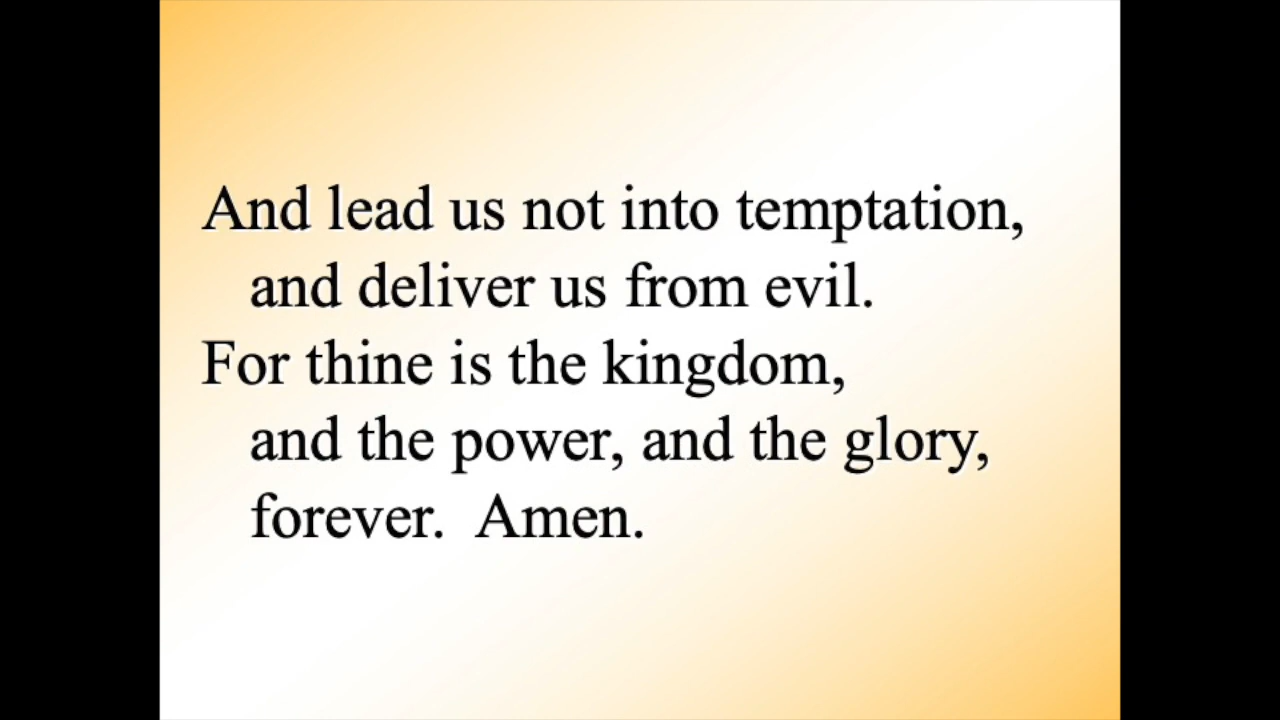 And lead us not into temptation,
and deliver us from evil.
For thine is the kingdom,
and the power, and the glory,
forever.  Amen.